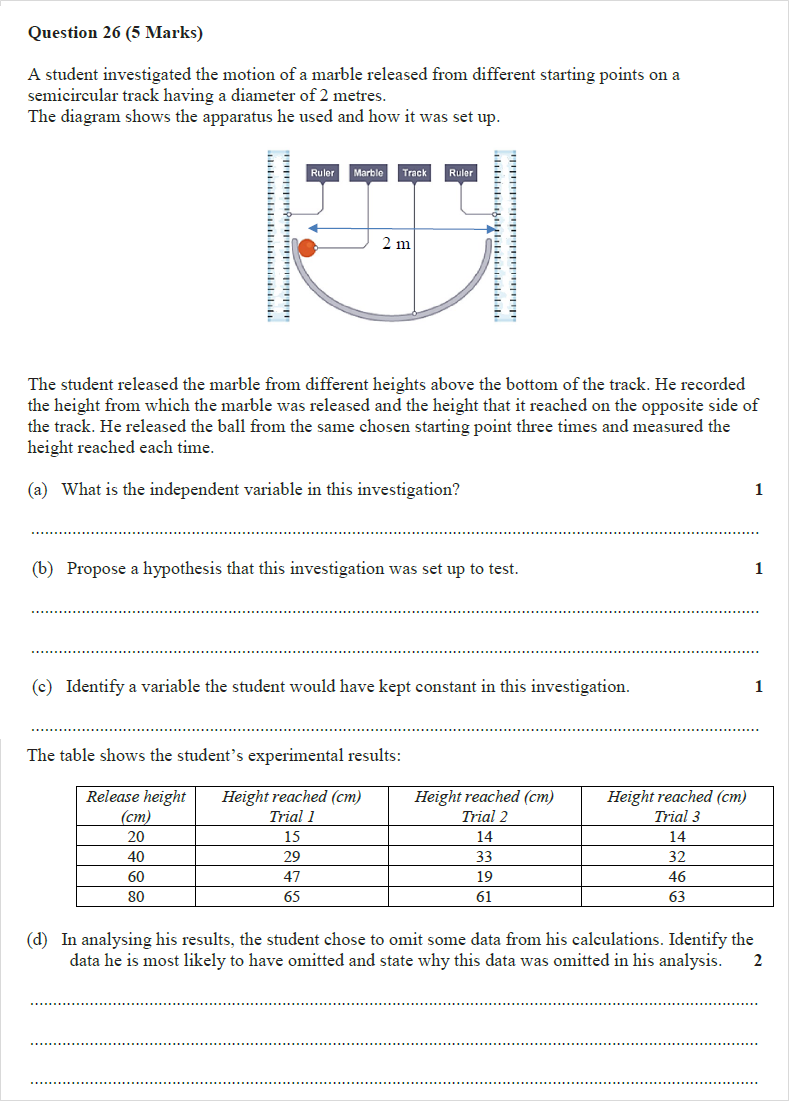 Question 26 (5 Marks)
A student investigated the motion of a marble released from different starting points on a
semicircular track having a diameter of 2 metres.
The diagram shows the apparatus he used and how it was set up.
Ruler Marble Track Ruler
2 m
The student released the marble from different heights above the bottom of the track. He recorded
the height from which the marble was released and the height that it reached on the opposite side of
the track. He released the ball from the same chosen starting point three times and measured the
height reached each time.
(a) What is the independent variable in this investigation? 1
(b) Propose a hypothesis that this investigation was set up to test. 1
(c) Identify a variable the student would have kept constant in this investigation. 1
The table shows the student's experimental results:
Release height Height reached (cm) Height reached (cm) Height reached (cm)
(cm) Trial 1 Trial 2 Trial 3
20 15 14 14
40 29 33 32
60 47 19 46
80 65 61 63
(d) In analysing his results, the student chose to omit some data from his calculations. Identify the
data he is most likely to have omitted and state why this data was omitted in his analysis. 2